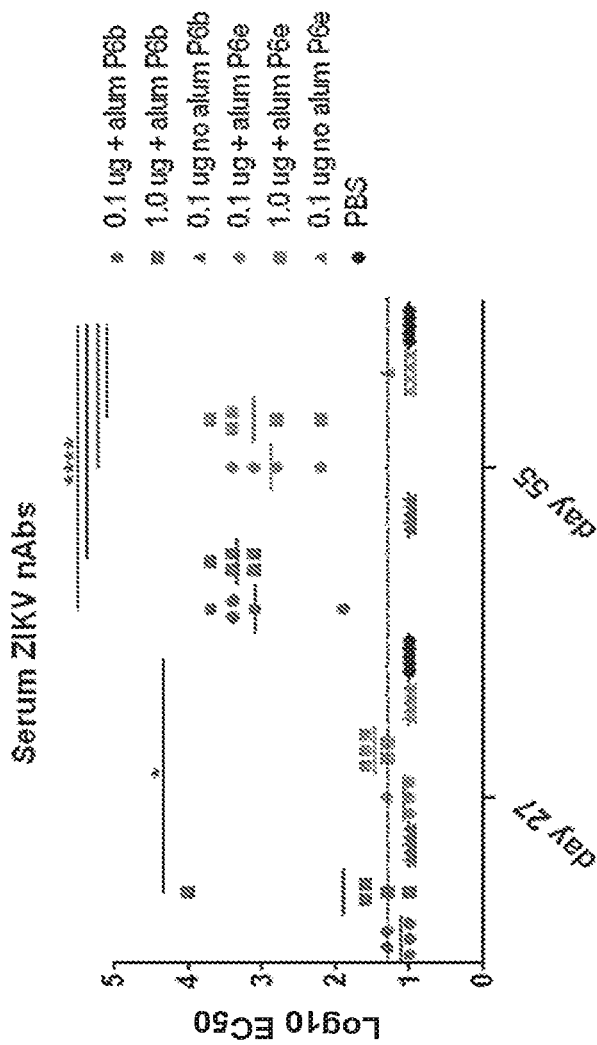 Serum ZIKV nAbs
Log10 EC50
5
4
3
2
1
0
day 27
day 55
****
*
0.1 ug + alum P6b
1.0 ug + alum P6b
0.1 ug no alum P6b
0.1 ug + alum P6e
1.0 ug + alum P6e
0.1 ug no alum P6e
PBS